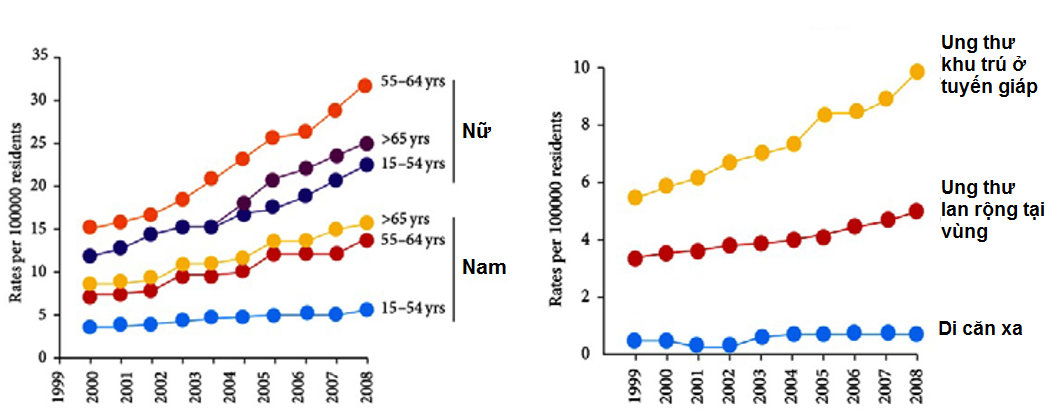 35
30
25
20
15
10
5
0
Rates per 100000 residents
1999
2000
2001
2002
2003
2004
2005
2006
2007
2008
55–64 yrs
>65 yrs
15–54 yrs
Nữ
>65 yrs
55–64 yrs
15–54 yrs
Nam
10
8
6
4
2
0
Rates per 100000 residents
1999
2000
2001
2002
2003
2004
2005
2006
2007
2008
Ung thư
khu trú ở
tuyến giáp
Ung thư
lan rộng tại
vùng
Di căn xa